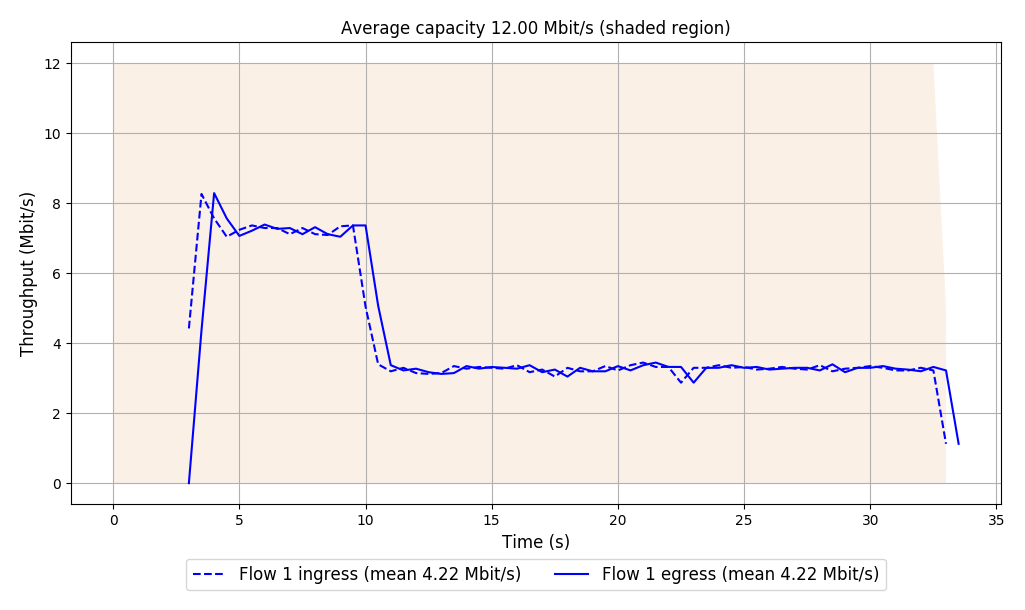 Average capacity 12.00 Mbit/s (shaded region)
Throughput (Mbit/s)
12
10
8
6
4
2
0
0 5 10 15 20 25 30 35
Time (s)
Flow 1 ingress (mean 4.22 Mbit/s) Flow 1 egress (mean 4.22 Mbit/s)